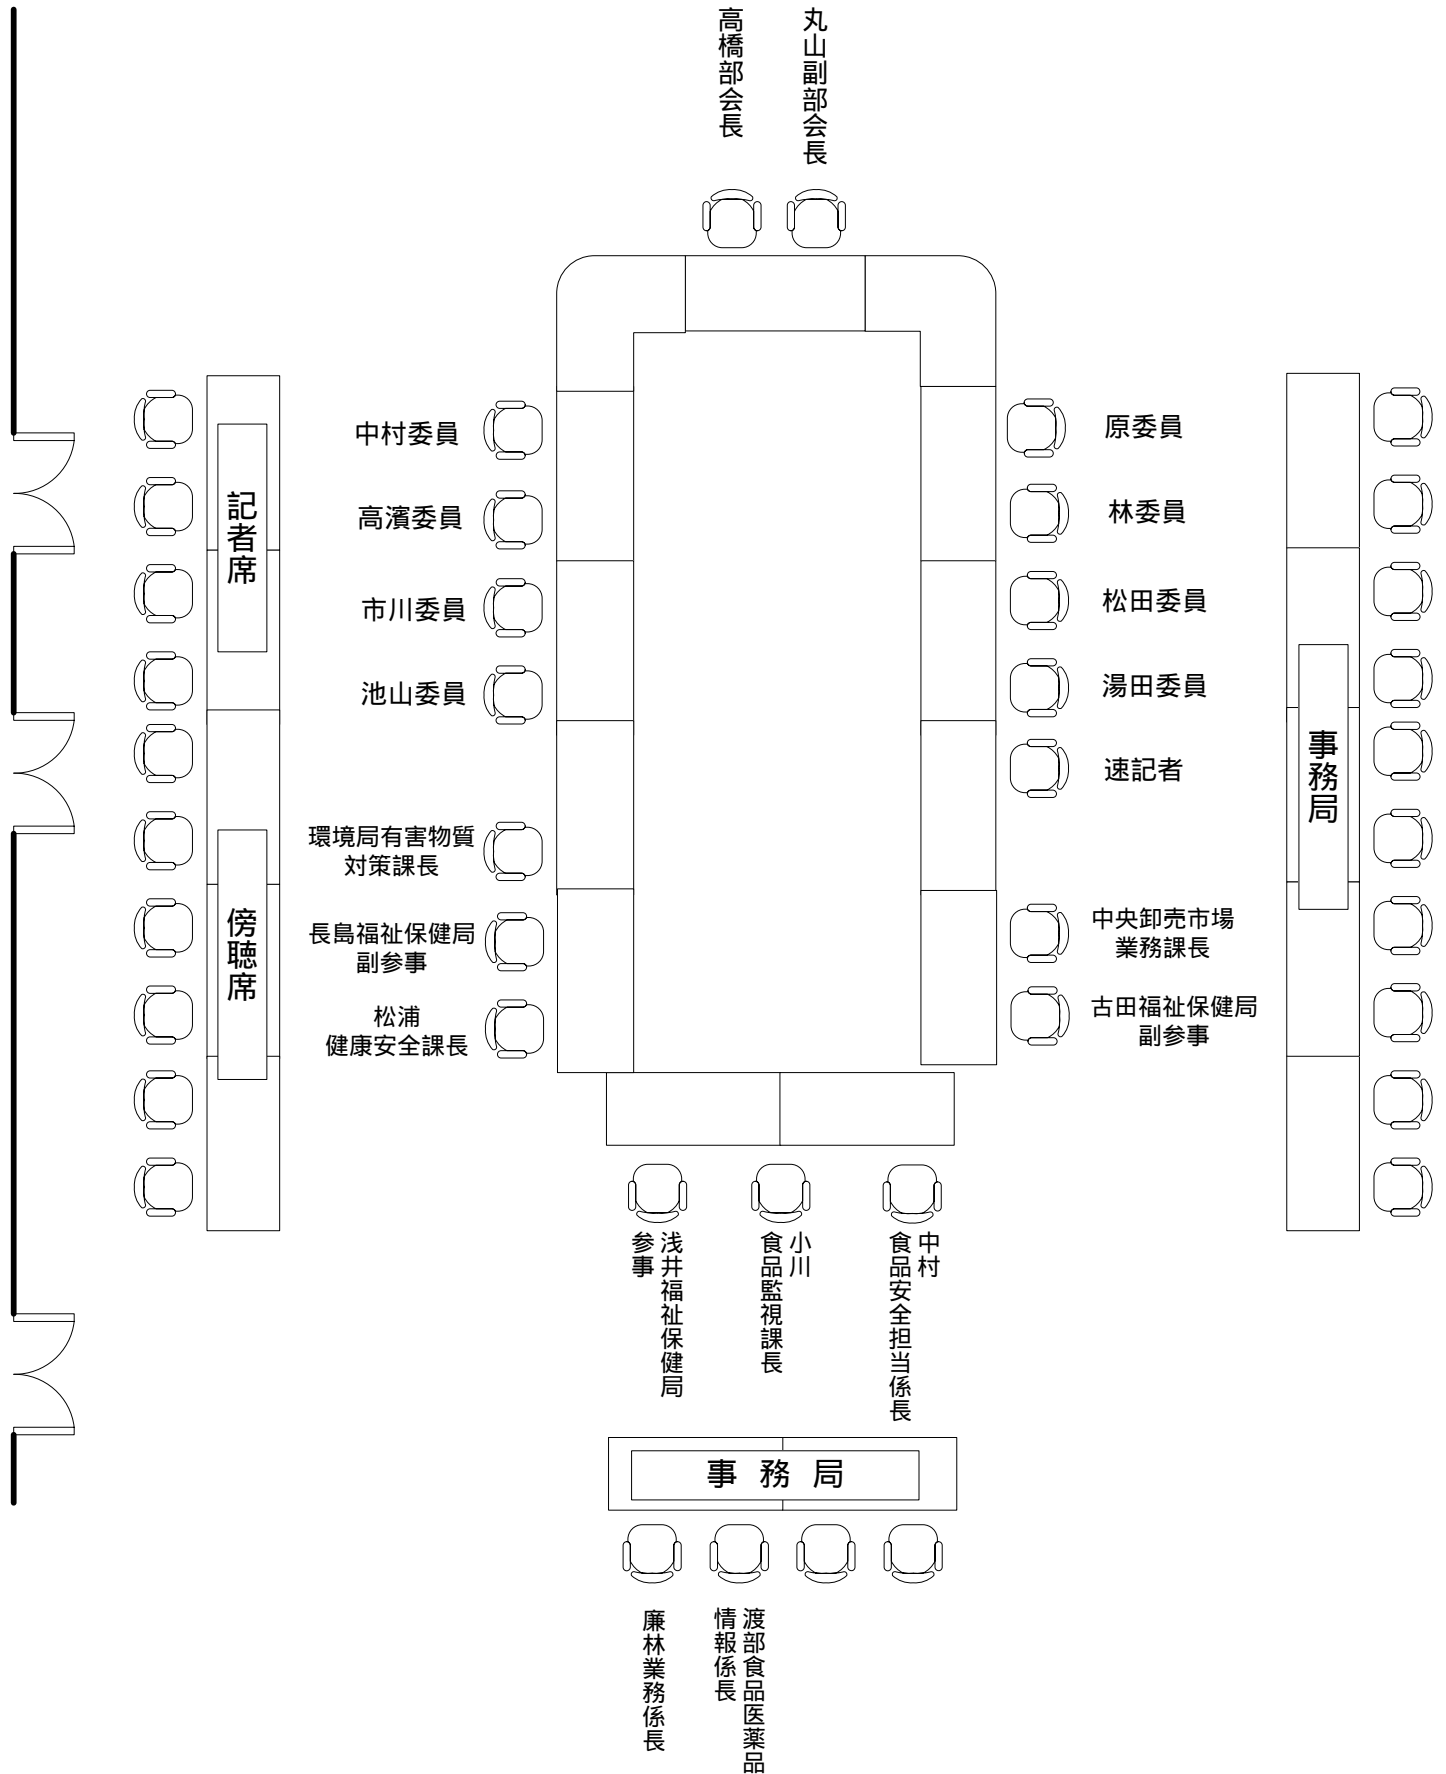 高橋部会長
丸山副部会長
中村委員
高濱委員
市川委員
池山委員
環境局有害物質
対策課長
長島福祉保健局
副参事
松浦
健康安全課長
原委員
林委員
松田委員
湯田委員
速記者
中央卸売市場
業務課長
古田福祉保健局
副参事
記者席
傍聴席
事務局
浅井福祉保健局
参事
小川
食品監視課長
中村
食品安全担当係長
事務局
廉林業務係長
渡部食品医薬品
情報係長